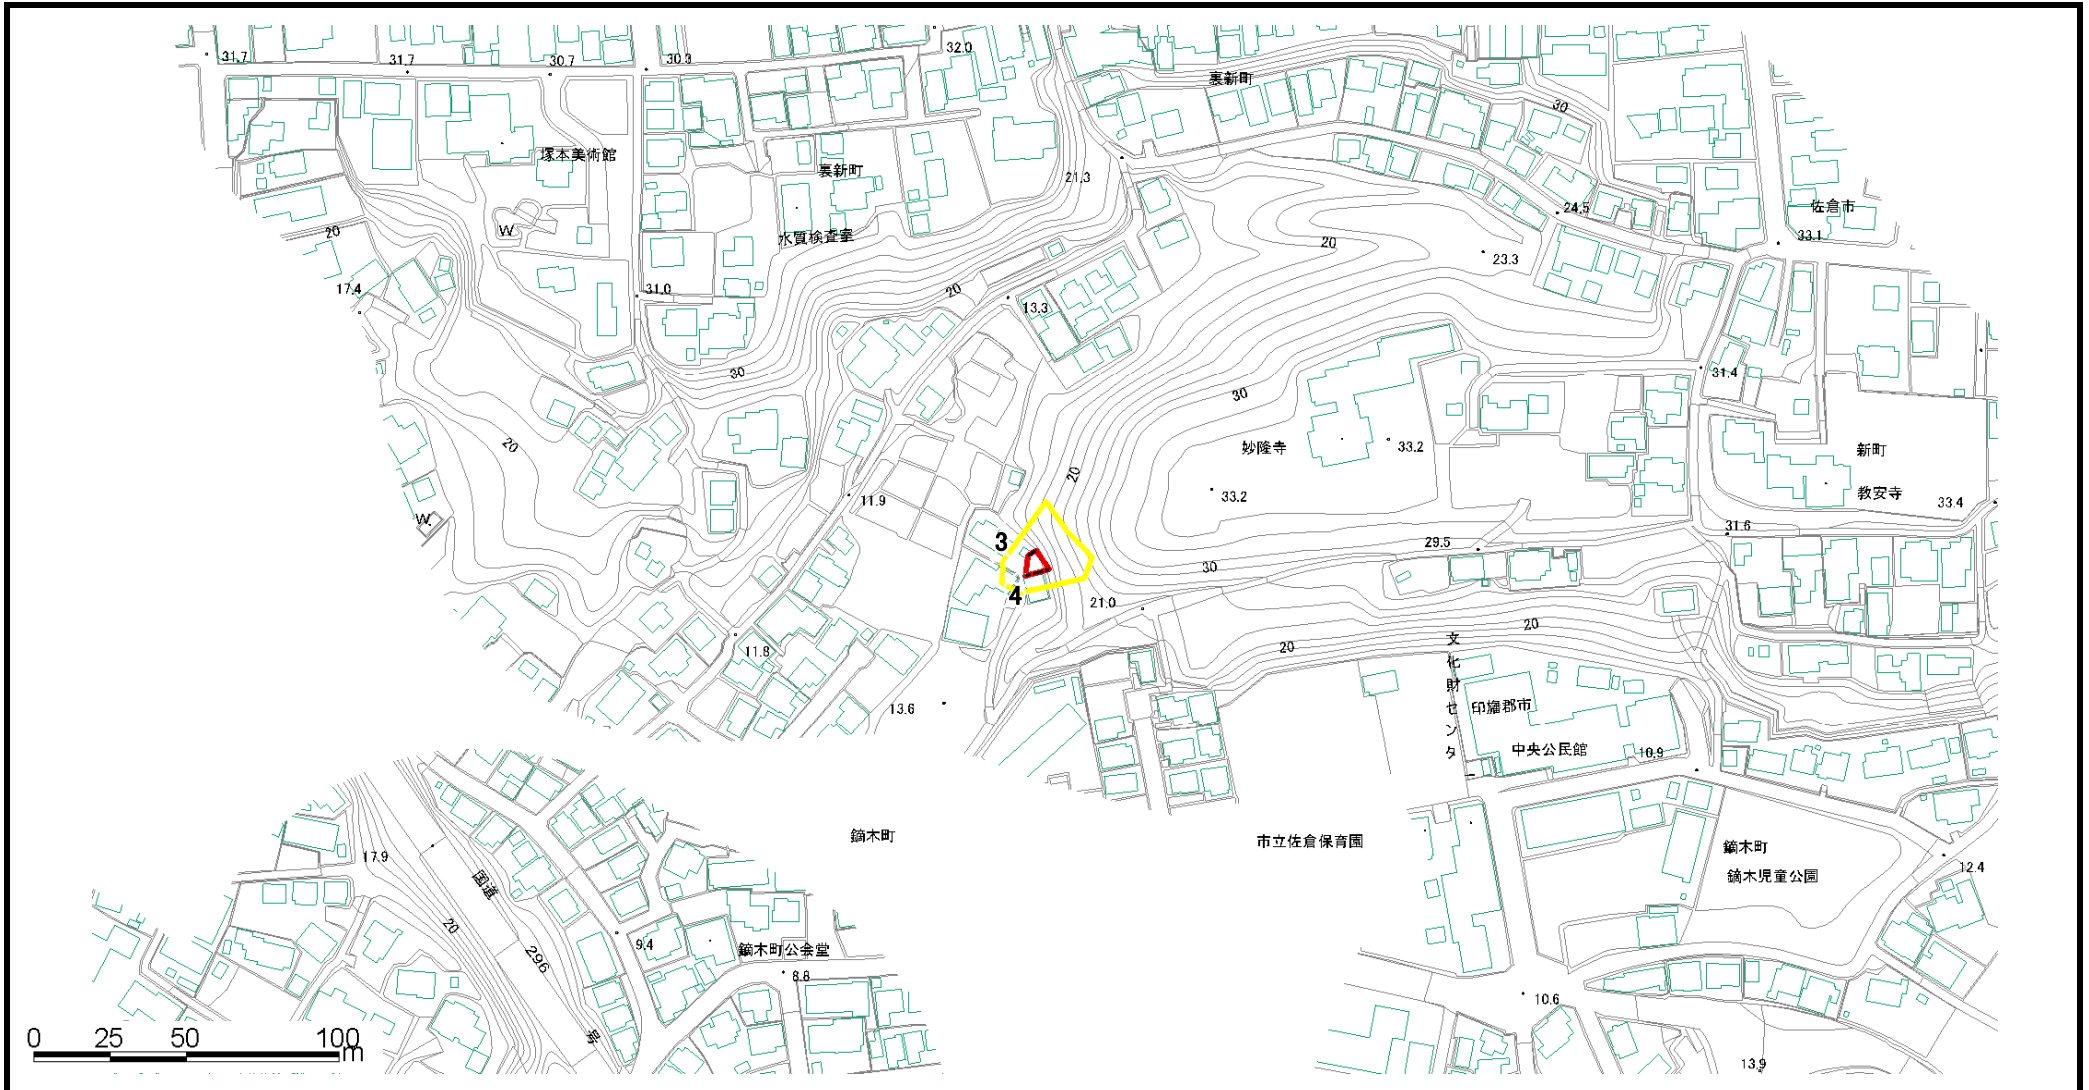 31.7
31.7
30.7
30.3
32.0
裏新町
30
塚本美術館
裏新町
21.3
佐倉市
24.5
33.1
20
W
水質検査室
20
23.3
17.4
31.0
20
13.3
30
31.4
30
20
妙隆寺
33.2
新町
20
33.2
教安寺
33.4
11.9
W
31.6
3
29.5
30
4
21.0
20
20
11.8
文化財センタ
13.6
印旛郡市
中央公民館
10.9
鏑木町
市立佐倉保育園
鏑木町
17.9
12.4
国道
鏑木児童公園
20
9.4
鏑木町公会堂
296
8.8
10.6
号
0 25 50 100m
13.9